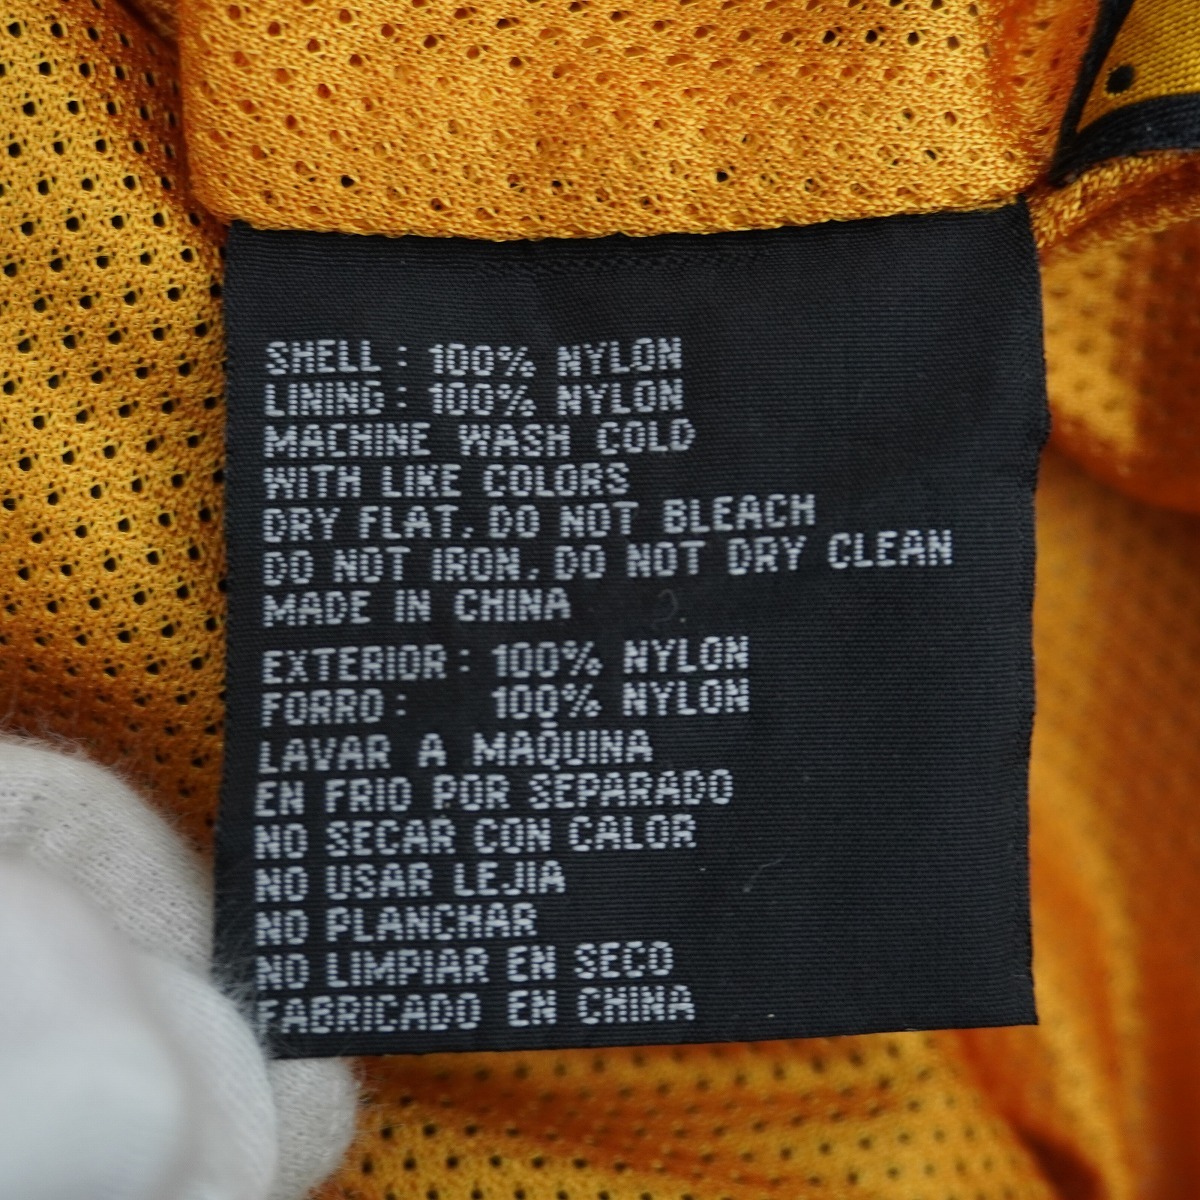 SHELL : 100% NYLON
LINING : 100% NYLON
MACHINE WASH COLD
WITH LIKE COLORS
DRY FLAT. DO NOT BLEACH
DO NOT IRON. DO NOT DRY CLEAN
MADE IN CHINA
EXTERIOR : 100% NYLON
FORRO : 100% NYLON
LAVAR A MAQUINA
EN FRIO POR SEPARADO
NO SECAR CON CALOR
NO USAR LEJIA
NO PLANCHAR
NO LIMPIAR EN SECO
FABRICADO EN CHINA